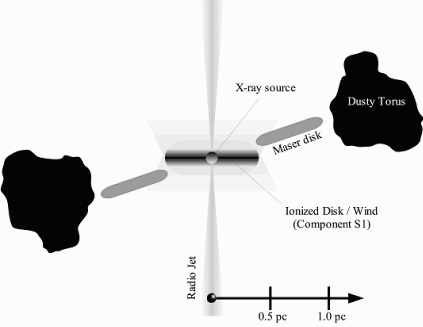 X-ray source
Dusty Torus
Maser disk
Ionized Disk / Wind
(Component S1)
Radio Jet
0.5 pc
1.0 pc